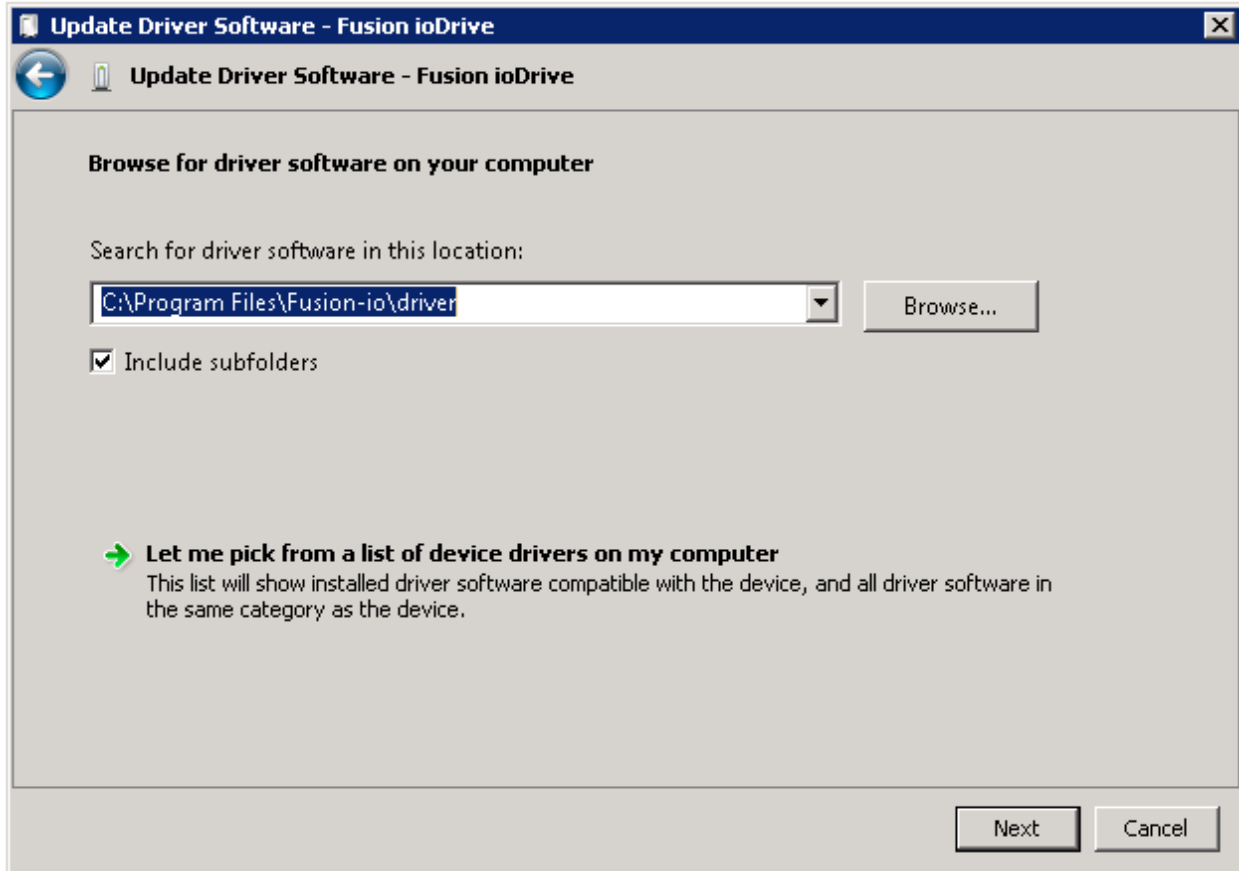 Update Driver Software - Fusion ioDrive
Update Driver Software - Fusion ioDrive
Browse for driver software on your computer
Search for driver software in this location:
C:\Program Files\Fusion-io\driver
Browse...
Include subfolders
Let me pick from a list of device drivers on my computer
This list will show installed driver software compatible with the device, and all driver software in
the same category as the device.
Next
Cancel